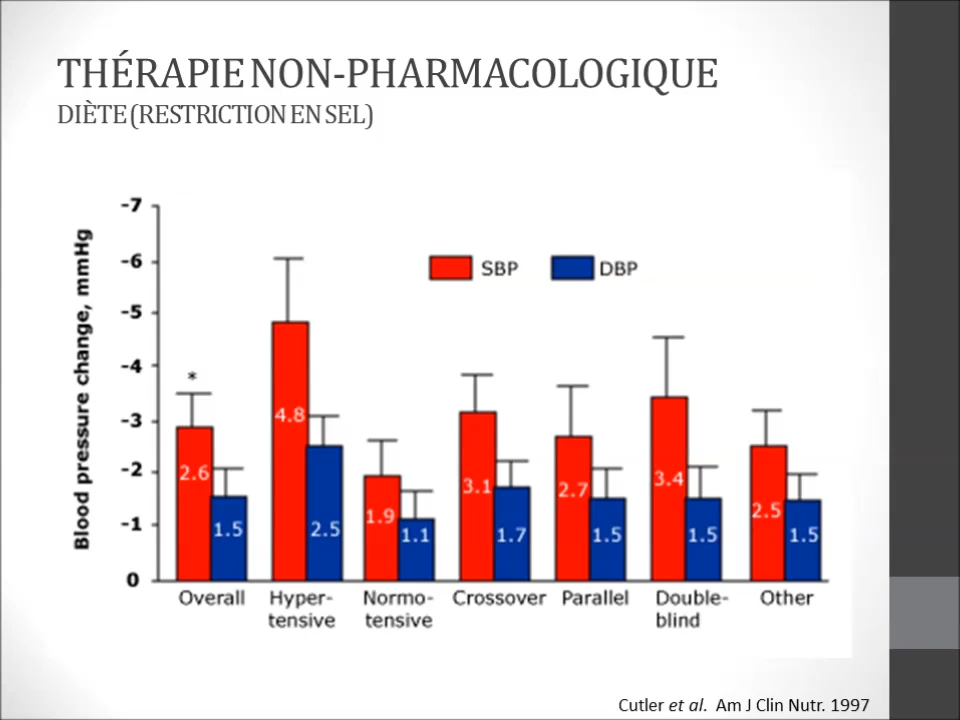 THÉRAPIE NON-PHARMACOLOGIQUE
DIÈTE (RESTRICTION EN SEL)
Blood pressure change, mmHg
-7
-6
-5
-4
-3
-2
-1
0
SBP DBP
*
2.6 1.5
4.8 2.5
1.9 1.1
3.1 1.7
2.7 1.5
3.4 1.5
2.5 1.5
Overall Hyper- Normo- Crossover Parallel Double- Other
tensive tensive blind
Cutler et al. Am J Clin Nutr. 1997